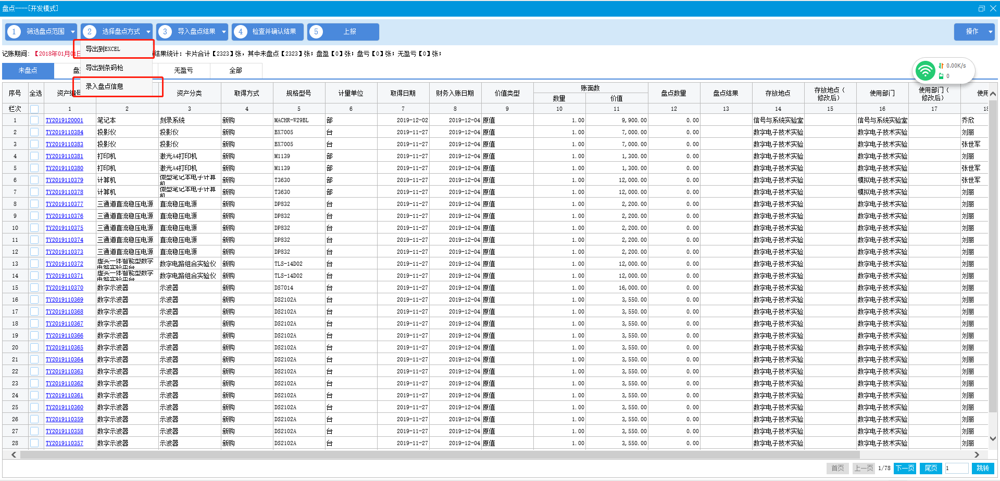 盘点——[开发模式]
1 筛选盘点范围 2 选择盘点方式 3 导入盘点结果 4 检查并确认结果 5 上报 操作
导出到EXCEL
导出到条码枪
录入盘点信息
记账期间：【2018年01月01日 结果统计：卡片合计【2323】张，其中未盘点【2323】张；盘盈【0】张；盘亏【0】张；无盈亏【0】张；
0.00K/s
0
未盘点 盘 无盈亏 全部
序号 全选 资产编号 资产分类 取得方式 规格型号 计量单位 取得日期 财务入账日期 价值类型 账面数 数量 价值 盘点数量 盘点结果 存放地点 存放地点（修改后） 使用部门 使用部门（修改后） 使用
栏次 1 2 3 4 5 6 7 8 9 10 11 12 13 14 15 16 17 18
1 TY2019120001 笔记本 刻录系统 新购 MACHR-W29BL 部 2019-12-02 2019-12-04 原值 1.00 9,900.00 0.00 信号与系统实验室 信号与系统实验室 乔欣
2 TY2019110384 投影仪 投影仪 新购 BX7005 台 2019-11-27 2019-12-04 原值 1.00 7,000.00 0.00 数字电子技术实验 数字电子技术实验 刘丽
3 TY2019110383 投影仪 投影仪 新购 BX7005 台 2019-11-27 2019-12-04 原值 1.00 7,000.00 0.00 数字电子技术实验 数字电子技术实验 张世军
4 TY2019110381 打印机 激光A4打印机 新购 M1139 部 2019-11-27 2019-12-04 原值 1.00 1,300.00 0.00 数字电子技术实验 数字电子技术实验 刘丽
5 TY2019110380 打印机 激光A4打印机 新购 M1139 部 2019-11-27 2019-12-04 原值 1.00 1,300.00 0.00 数字电子技术实验 数字电子技术实验 张世军
6 TY2019110379 计算机 微型笔记本电子计算机 新购 T3630 部 2019-11-27 2019-12-04 原值 1.00 12,000.00 0.00 数字电子技术实验 模拟电子技术实验 张世军
7 TY2019110378 计算机 微型笔记本电子计算机 新购 T3630 部 2019-11-27 2019-12-04 原值 1.00 12,000.00 0.00 数字电子技术实验 模拟电子技术实验 刘丽
8 TY2019110377 三通道直流稳压电源 直流稳压电源 新购 DP832 台 2019-11-27 2019-12-04 原值 1.00 2,200.00 0.00 数字电子技术实验 数字电子技术实验 刘丽
9 TY2019110376 三通道直流稳压电源 直流稳压电源 新购 DP832 台 2019-11-27 2019-12-04 原值 1.00 2,200.00 0.00 数字电子技术实验 数字电子技术实验 刘丽
10 TY2019110375 三通道直流稳压电源 直流稳压电源 新购 DP832 台 2019-11-27 2019-12-04 原值 1.00 2,200.00 0.00 数字电子技术实验 数字电子技术实验 刘丽
11 TY2019110374 三通道直流稳压电源 直流稳压电源 新购 DP832 台 2019-11-27 2019-12-04 原值 1.00 2,200.00 0.00 数字电子技术实验 数字电子技术实验 刘丽
12 TY2019110373 三通道直流稳压电源 直流稳压电源 新购 DP832 台 2019-11-27 2019-12-04 原值 1.00 2,200.00 0.00 数字电子技术实验 数字电子技术实验 刘丽
13 TY2019110372 虚实一体智能型数字电路实验平台 数字电路组合实验仪 新购 TLS-14D02 台 2019-11-27 2019-12-04 原值 1.00 12,000.00 0.00 数字电子技术实验 数字电子技术实验 刘丽
14 TY2019110371 虚实一体智能型数字电路实验平台 数字电路组合实验仪 新购 TLS-14D02 台 2019-11-27 2019-12-04 原值 1.00 12,000.00 0.00 数字电子技术实验 数字电子技术实验 刘丽
15 TY2019110370 数字示波器 示波器 新购 DS7014 台 2019-11-27 2019-12-04 原值 1.00 16,000.00 0.00 数字电子技术实验 数字电子技术实验 刘丽
16 TY2019110369 数字示波器 示波器 新购 DS2102A 台 2019-11-27 2019-12-04 原值 1.00 3,550.00 0.00 数字电子技术实验 数字电子技术实验 刘丽
17 TY2019110368 数字示波器 示波器 新购 DS2102A 台 2019-11-27 2019-12-04 原值 1.00 3,550.00 0.00 数字电子技术实验 数字电子技术实验 刘丽
18 TY2019110367 数字示波器 示波器 新购 DS2102A 台 2019-11-27 2019-12-04 原值 1.00 3,550.00 0.00 数字电子技术实验 数字电子技术实验 刘丽
19 TY2019110366 数字示波器 示波器 新购 DS2102A 台 2019-11-27 2019-12-04 原值 1.00 3,550.00 0.00 数字电子技术实验 数字电子技术实验 刘丽
20 TY2019110365 数字示波器 示波器 新购 DS2102A 台 2019-11-27 2019-12-04 原值 1.00 3,550.00 0.00 数字电子技术实验 数字电子技术实验 刘丽
21 TY2019110364 数字示波器 示波器 新购 DS2102A 台 2019-11-27 2019-12-04 原值 1.00 3,550.00 0.00 数字电子技术实验 数字电子技术实验 刘丽
22 TY2019110363 数字示波器 示波器 新购 DS2102A 台 2019-11-27 2019-12-04 原值 1.00 3,550.00 0.00 数字电子技术实验 数字电子技术实验 刘丽
23 TY2019110362 数字示波器 示波器 新购 DS2102A 台 2019-11-27 2019-12-04 原值 1.00 3,550.00 0.00 数字电子技术实验 数字电子技术实验 刘丽
24 TY2019110361 数字示波器 示波器 新购 DS2102A 台 2019-11-27 2019-12-04 原值 1.00 3,550.00 0.00 数字电子技术实验 数字电子技术实验 刘丽
25 TY2019110360 数字示波器 示波器 新购 DS2102A 台 2019-11-27 2019-12-04 原值 1.00 3,550.00 0.00 数字电子技术实验 数字电子技术实验 刘丽
26 TY2019110359 数字示波器 示波器 新购 DS2102A 台 2019-11-27 2019-12-04 原值 1.00 3,550.00 0.00 数字电子技术实验 数字电子技术实验 刘丽
27 TY2019110358 数字示波器 示波器 新购 DS2102A 台 2019-11-27 2019-12-04 原值 1.00 3,550.00 0.00 数字电子技术实验 数字电子技术实验 刘丽
28 TY2019110357 数字示波器 示波器 新购 DS2102A 台 2019-11-27 2019-12-04 原值 1.00 3,550.00 0.00 数字电子技术实验 数字电子技术实验 刘丽
首页 上一页 1/78 下一页 尾页 1 跳转